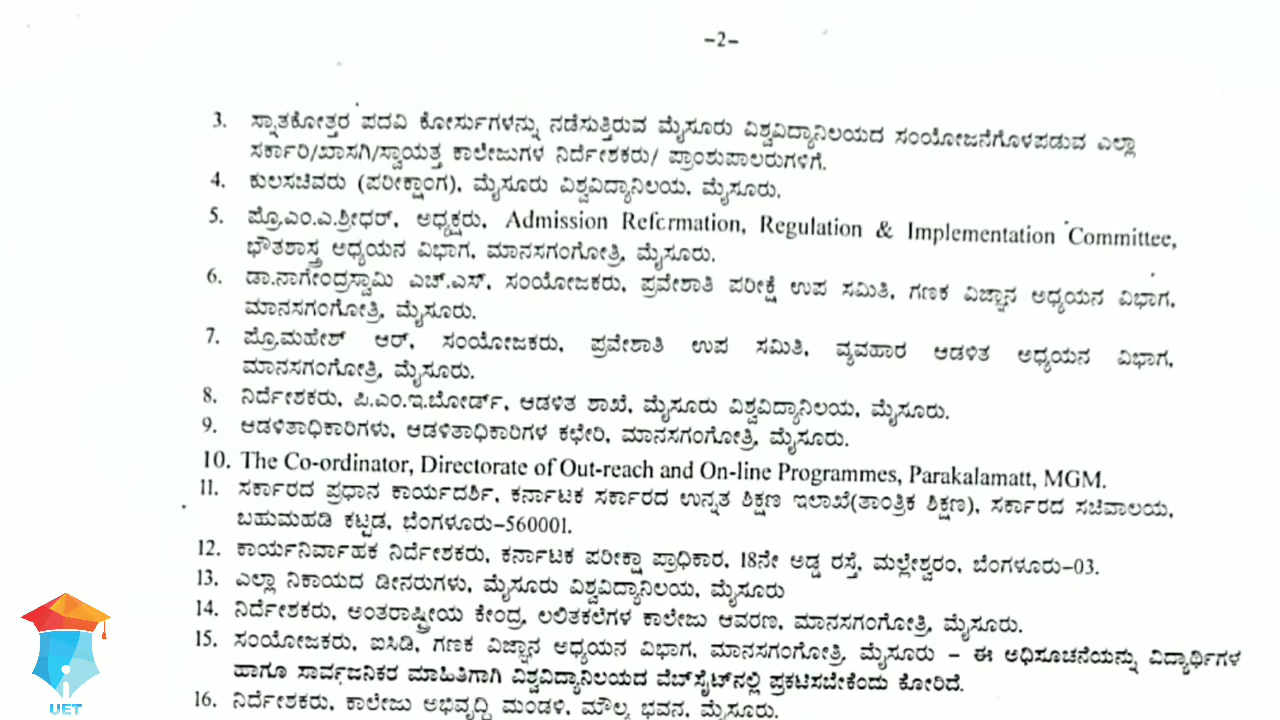 -2-
3. ಸ್ನಾತಕೋತ್ತರ ಪದವಿ ಕೋರ್ಸುಗಳನ್ನು ನಡೆಸುತ್ತಿರುವ ಮೈಸೂರು ವಿಶ್ವವಿದ್ಯಾನಿಲಯದ ಸಂಯೋಜನೆಗೊಳಪಡುವ ಎಲ್ಲಾ
ಸರ್ಕಾರಿ/ಖಾಸಗಿ/ಸ್ವಾಯತ್ತ ಕಾಲೇಜುಗಳ ನಿರ್ದೇಶಕರು/ ಪ್ರಾಂಶುಪಾಲರುಗಳಿಗೆ.
4. ಕುಲಸಚಿವರು (ಪರೀಕ್ಷಾಂಗ), ಮೈಸೂರು ವಿಶ್ವವಿದ್ಯಾನಿಲಯ, ಮೈಸೂರು.
5. ಪ್ರೊ.ಎಂ.ಎ.ಶ್ರೀಧರ್, ಅಧ್ಯಕ್ಷರು, Admission Reformation, Regulation & Implementation Committee,
ಭೌತಶಾಸ್ತ್ರ ಅಧ್ಯಯನ ವಿಭಾಗ, ಮಾನಸಗಂಗೋತ್ರಿ, ಮೈಸೂರು.
6. ಡಾ.ನಾಗೇಂದ್ರಸ್ವಾಮಿ ಎಚ್.ಎಸ್, ಸಂಯೋಜಕರು, ಪ್ರವೇಶಾತಿ ಪರೀಕ್ಷೆ ಉಪ ಸಮಿತಿ, ಗಣಕ ವಿಜ್ಞಾನ ಅಧ್ಯಯನ ವಿಭಾಗ,
ಮಾನಸಗಂಗೋತ್ರಿ, ಮೈಸೂರು.
7. ಪ್ರೊ.ಮಹೇಶ್ ಆರ್, ಸಂಯೋಜಕರು, ಪ್ರವೇಶಾತಿ ಉಪ ಸಮಿತಿ, ವ್ಯವಹಾರ ಆಡಳಿತ ಅಧ್ಯಯನ ವಿಭಾಗ,
ಮಾನಸಗಂಗೋತ್ರಿ, ಮೈಸೂರು.
8. ನಿರ್ದೇಶಕರು, ಪಿ.ಎಂ.ಇ.ಬೋರ್ಡ್, ಆಡಳಿತ ಶಾಖೆ, ಮೈಸೂರು ವಿಶ್ವವಿದ್ಯಾನಿಲಯ, ಮೈಸೂರು.
9. ಆಡಳಿತಾಧಿಕಾರಿಗಳು, ಆಡಳಿತಾಧಿಕಾರಿಗಳ ಕಛೇರಿ, ಮಾನಸಗಂಗೋತ್ರಿ, ಮೈಸೂರು.
10. The Co-ordinator, Directorate of Out-reach and On-line Programmes, Parakalamatt, MGM.
11. ಸರ್ಕಾರದ ಪ್ರಧಾನ ಕಾರ್ಯದರ್ಶಿ, ಕರ್ನಾಟಕ ಸರ್ಕಾರದ ಉನ್ನತ ಶಿಕ್ಷಣ ಇಲಾಖೆ(ತಾಂತ್ರಿಕ ಶಿಕ್ಷಣ), ಸರ್ಕಾರದ ಸಚಿವಾಲಯ,
ಬಹುಮಹಡಿ ಕಟ್ಟಡ, ಬೆಂಗಳೂರು-560001.
12. ಕಾರ್ಯನಿರ್ವಾಹಕ ನಿರ್ದೇಶಕರು, ಕರ್ನಾಟಕ ಪರೀಕ್ಷಾ ಪ್ರಾಧಿಕಾರ, 18ನೇ ಅಡ್ಡ ರಸ್ತೆ, ಮಲ್ಲೇಶ್ವರಂ, ಬೆಂಗಳೂರು-03.
13. ಎಲ್ಲಾ ನಿಕಾಯದ ಡೀನರುಗಳು, ಮೈಸೂರು ವಿಶ್ವವಿದ್ಯಾನಿಲಯ, ಮೈಸೂರು
14. ನಿರ್ದೇಶಕರು, ಅಂತರಾಷ್ಟ್ರೀಯ ಕೇಂದ್ರ, ಲಲಿತಕಲೆಗಳ ಕಾಲೇಜು ಆವರಣ, ಮಾನಸಗಂಗೋತ್ರಿ, ಮೈಸೂರು.
15. ಸಂಯೋಜಕರು, ಐಸಿಡಿ, ಗಣಕ ವಿಜ್ಞಾನ ಅಧ್ಯಯನ ವಿಭಾಗ, ಮಾನಸಗಂಗೋತ್ರಿ, ಮೈಸೂರು – ಈ ಅಧಿಸೂಚನೆಯನ್ನು ವಿದ್ಯಾರ್ಥಿಗಳ
ಹಾಗೂ ಸಾರ್ವಜನಿಕರ ಮಾಹಿತಿಗಾಗಿ ವಿಶ್ವವಿದ್ಯಾನಿಲಯದ ವೆಬ್‌ಸೈಟ್‌ನಲ್ಲಿ ಪ್ರಕಟಿಸಬೇಕೆಂದು ಕೋರಿದೆ.
16. ನಿರ್ದೇಶಕರು, ಕಾಲೇಜು ಅಭಿವೃದ್ಧಿ ಮಂಡಳಿ, ಮೌಲ್ಯ ಭವನ, ಮೈಸೂರು.
UET